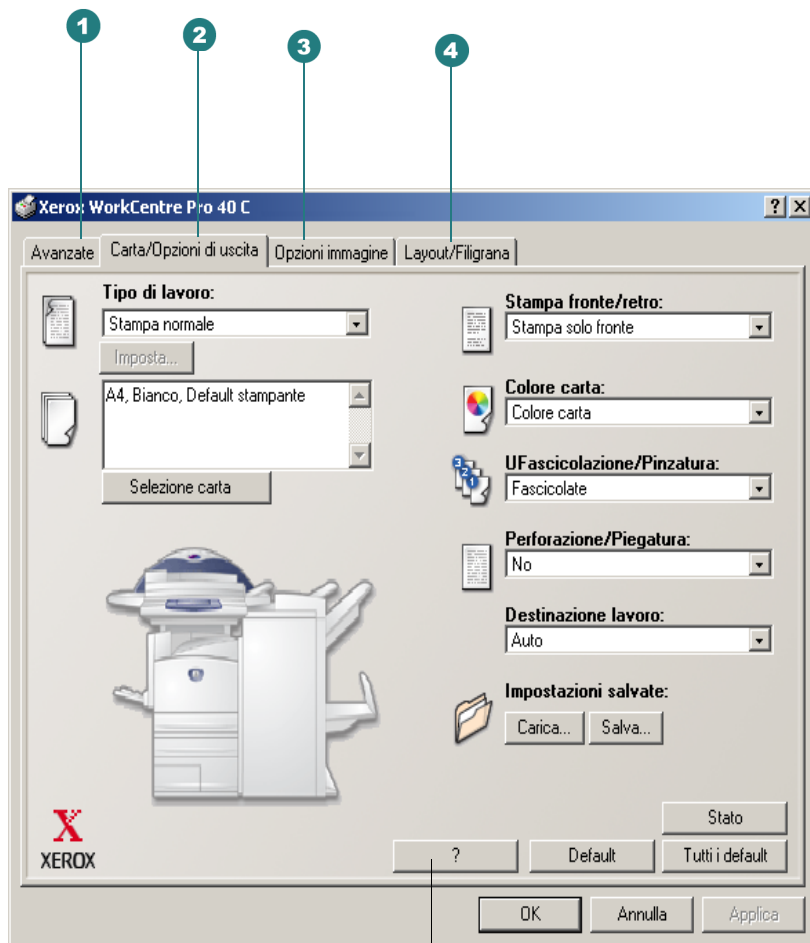 1
2
3
4
Xerox WorkCentre Pro 40 C
Avanzate
Carta/Opzioni di uscita
Opzioni immagine
Layout/Filigrana
Tipo di lavoro:
Stampa normale
Imposta...
A4, Bianco, Default stampante
Selezione carta
Stampa fronte/retro:
Stampa solo fronte
Colore carta:
Colore carta
UFascicolazione/Pinzatura:
3
2
1
Fascicolate
Perforazione/Piegatura:
No
Destinazione lavoro:
Auto
Impostazioni salvate:
Carica...
Salva...
X
XEROX
Stato
?
Default
Tutti i default
OK
Annulla
Applica